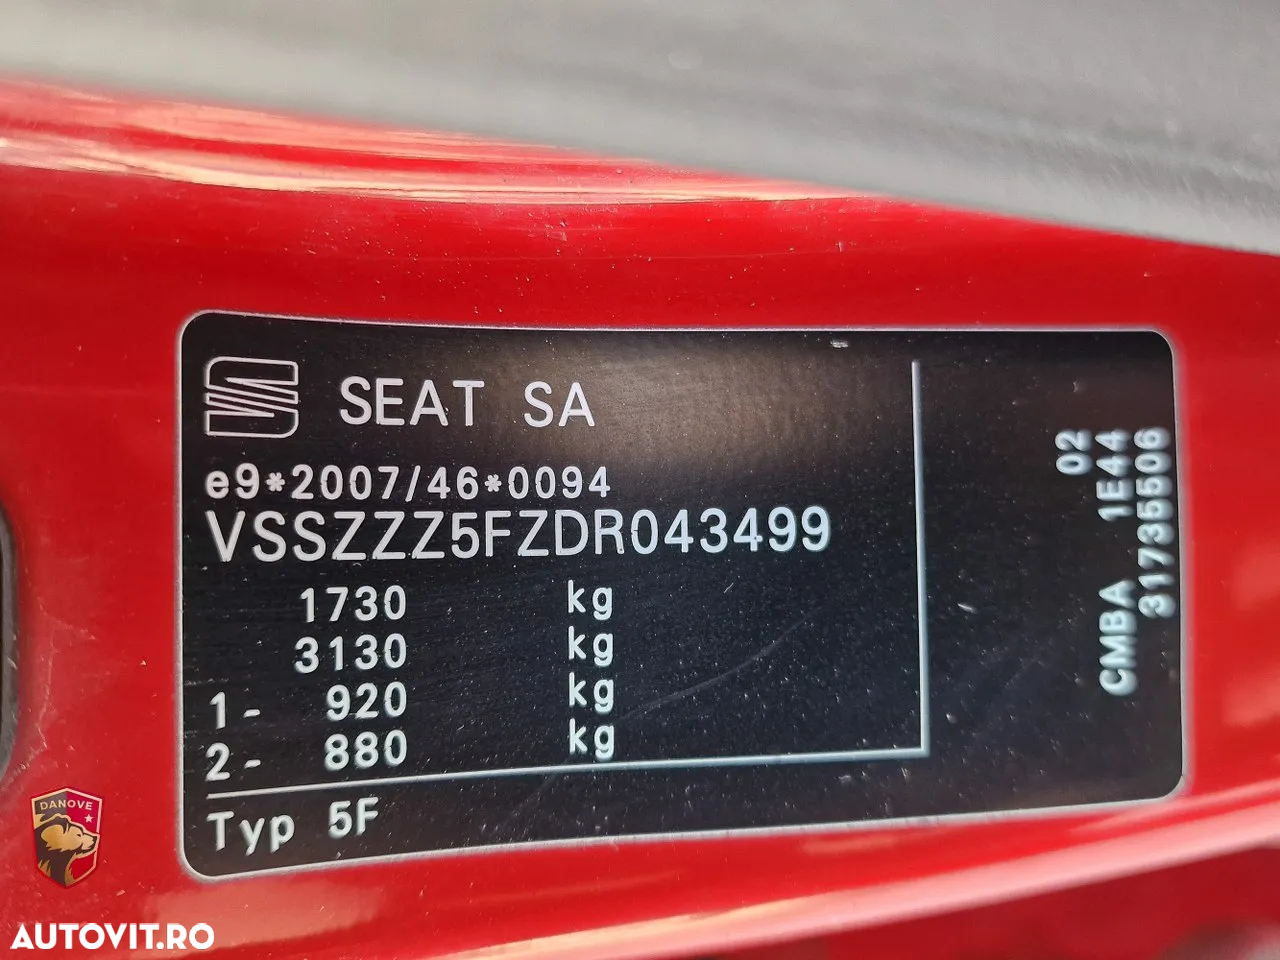 SEAT SA
e9*2007/46*0094
VSSZZZ5FZDR043499
1730 kg
3130 kg
1- 920 kg
2- 880 kg
Typ 5F
02
CMBA 1E44
31735506
DANOVE
AUTOVIT.RO